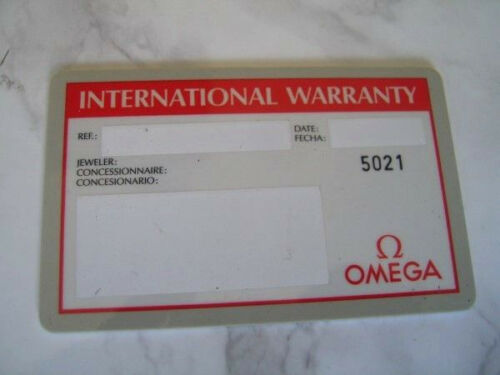 INTERNATIONAL WARRANTY
REF.:
DATE:
FECHA:
JEWELER:
CONCESSIONNAIRE:
CONCESIONARIO:
5021
Ω
OMEGA